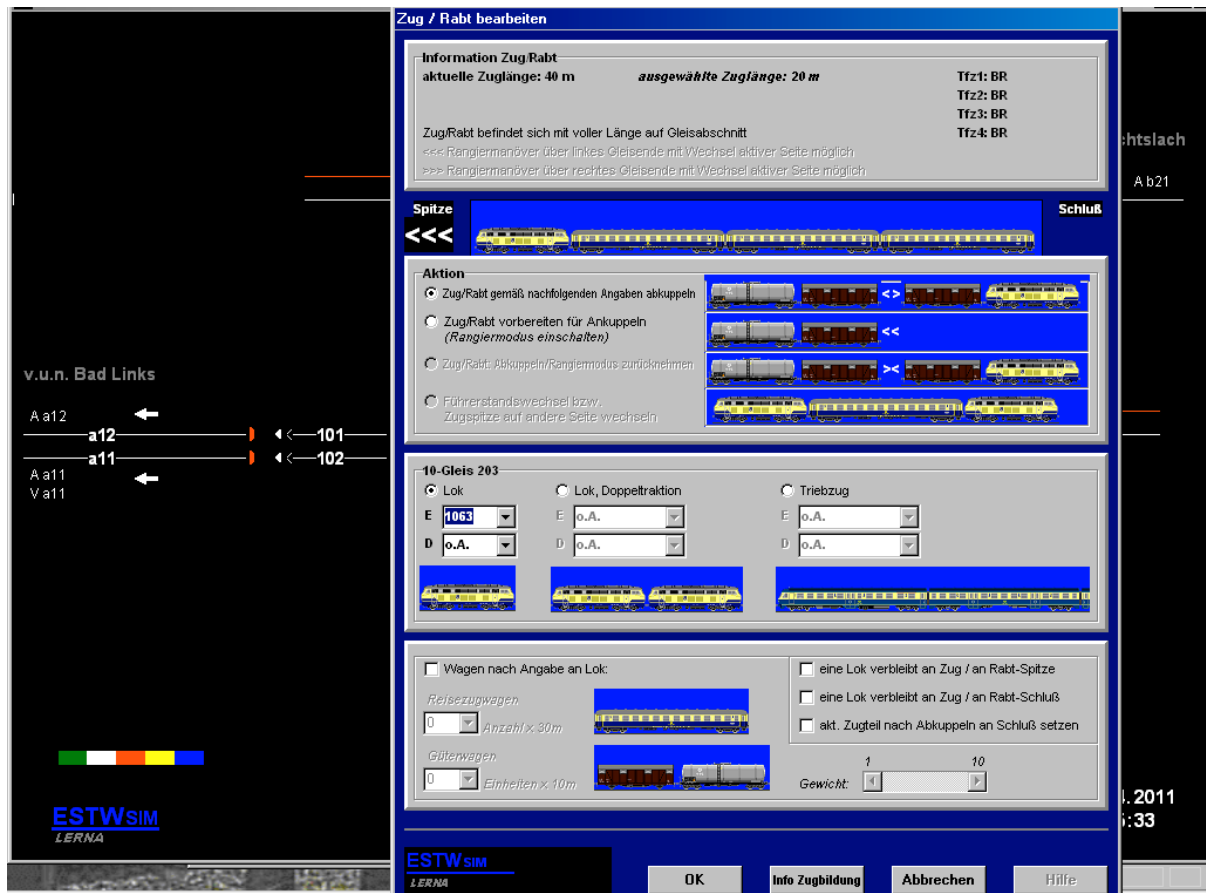 Zug / Rabt bearbeiten
Information Zug/Rabt
aktuelle Zuglänge: 40 m ausgewählte Zuglänge: 20 m Tfz1: BR
Tfz2: BR
Tfz3: BR
Zug/Rabt befindet sich mit voller Länge auf Gleisabschnitt Tfz4: BR
<<< Rangiermanöver über linkes Gleisende mit Wechsel aktiver Seite möglich
>>> Rangiermanöver über rechtes Gleisende mit Wechsel aktiver Seite möglich
chtslach
A b21
Spitze Schluß
<<<
Aktion
Zug/Rabt gemäß nachfolgenden Angaben abkuppeln <>
Zug/Rabt vorbereiten für Ankuppeln
(Rangiermodus einschalten) <<
Zug/Rabt: Abkuppeln/Rangiermodus zurücknehmen ><
Führerstandswechsel bzw.
Zugspitze auf andere Seite wechseln
v.u.n. Bad Links
A a12
a12 101
a11 102
A a11
V a11
10-Gleis 203
Lok Lok, Doppeltraktion Triebzug
E 1063 E o.A. E o.A.
D o.A. D o.A. D o.A.
Wagen nach Angabe an Lok:
Reisezugwagen
0 Anzahl x 30m
Güterwagen
0 Einheiten x 10m
eine Lok verbleibt an Zug / an Rabt-Spitze
eine Lok verbleibt an Zug / an Rabt-Schluß
akt. Zugteil nach Abkuppeln an Schluß setzen
1 10
Gewicht:
ESTWSIM
LERNA
.2011
:33
ESTWSIM
LERNA
OK Info Zugbildung Abbrechen Hilfe